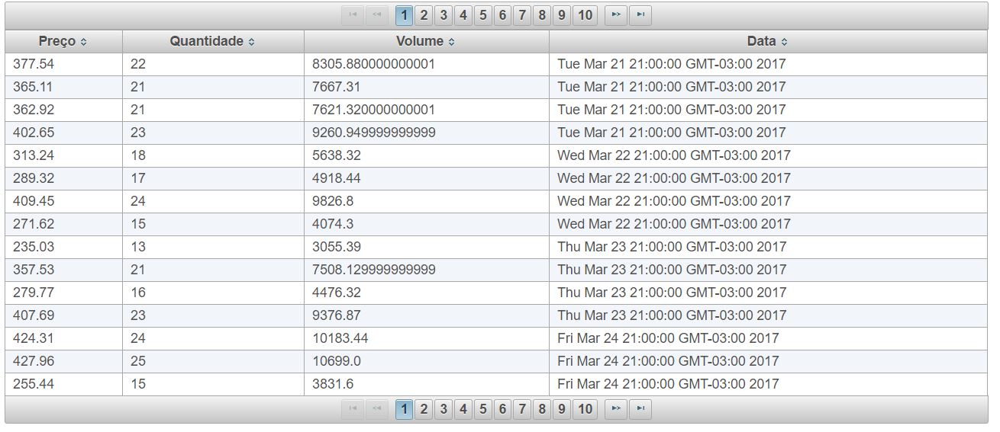 1 2 3 4 5 6 7 8 9 10
Preço Quantidade Volume Data
377.54 22 8305.880000000001 Tue Mar 21 21:00:00 GMT-03:00 2017
365.11 21 7667.31 Tue Mar 21 21:00:00 GMT-03:00 2017
362.92 21 7621.320000000001 Tue Mar 21 21:00:00 GMT-03:00 2017
402.65 23 9260.949999999999 Tue Mar 21 21:00:00 GMT-03:00 2017
313.24 18 5638.32 Wed Mar 22 21:00:00 GMT-03:00 2017
289.32 17 4918.44 Wed Mar 22 21:00:00 GMT-03:00 2017
409.45 24 9826.8 Wed Mar 22 21:00:00 GMT-03:00 2017
271.62 15 4074.3 Wed Mar 22 21:00:00 GMT-03:00 2017
235.03 13 3055.39 Thu Mar 23 21:00:00 GMT-03:00 2017
357.53 21 7508.129999999999 Thu Mar 23 21:00:00 GMT-03:00 2017
279.77 16 4476.32 Thu Mar 23 21:00:00 GMT-03:00 2017
407.69 23 9376.87 Thu Mar 23 21:00:00 GMT-03:00 2017
424.31 24 10183.44 Fri Mar 24 21:00:00 GMT-03:00 2017
427.96 25 10699.0 Fri Mar 24 21:00:00 GMT-03:00 2017
255.44 15 3831.6 Fri Mar 24 21:00:00 GMT-03:00 2017
1 2 3 4 5 6 7 8 9 10